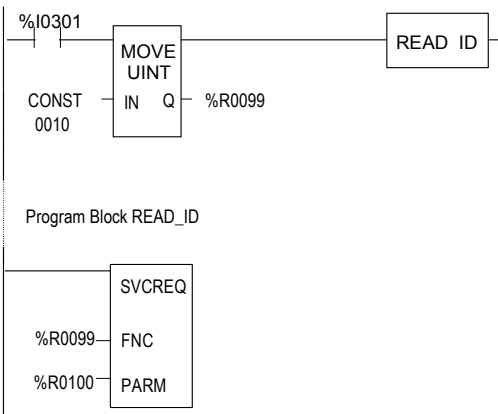 %I0301
MOVE
UINT
READ ID
CONST
0010
IN Q
%R0099
Program Block READ_ID
SVCREQ
%R0099
FNC
%R0100
PARM